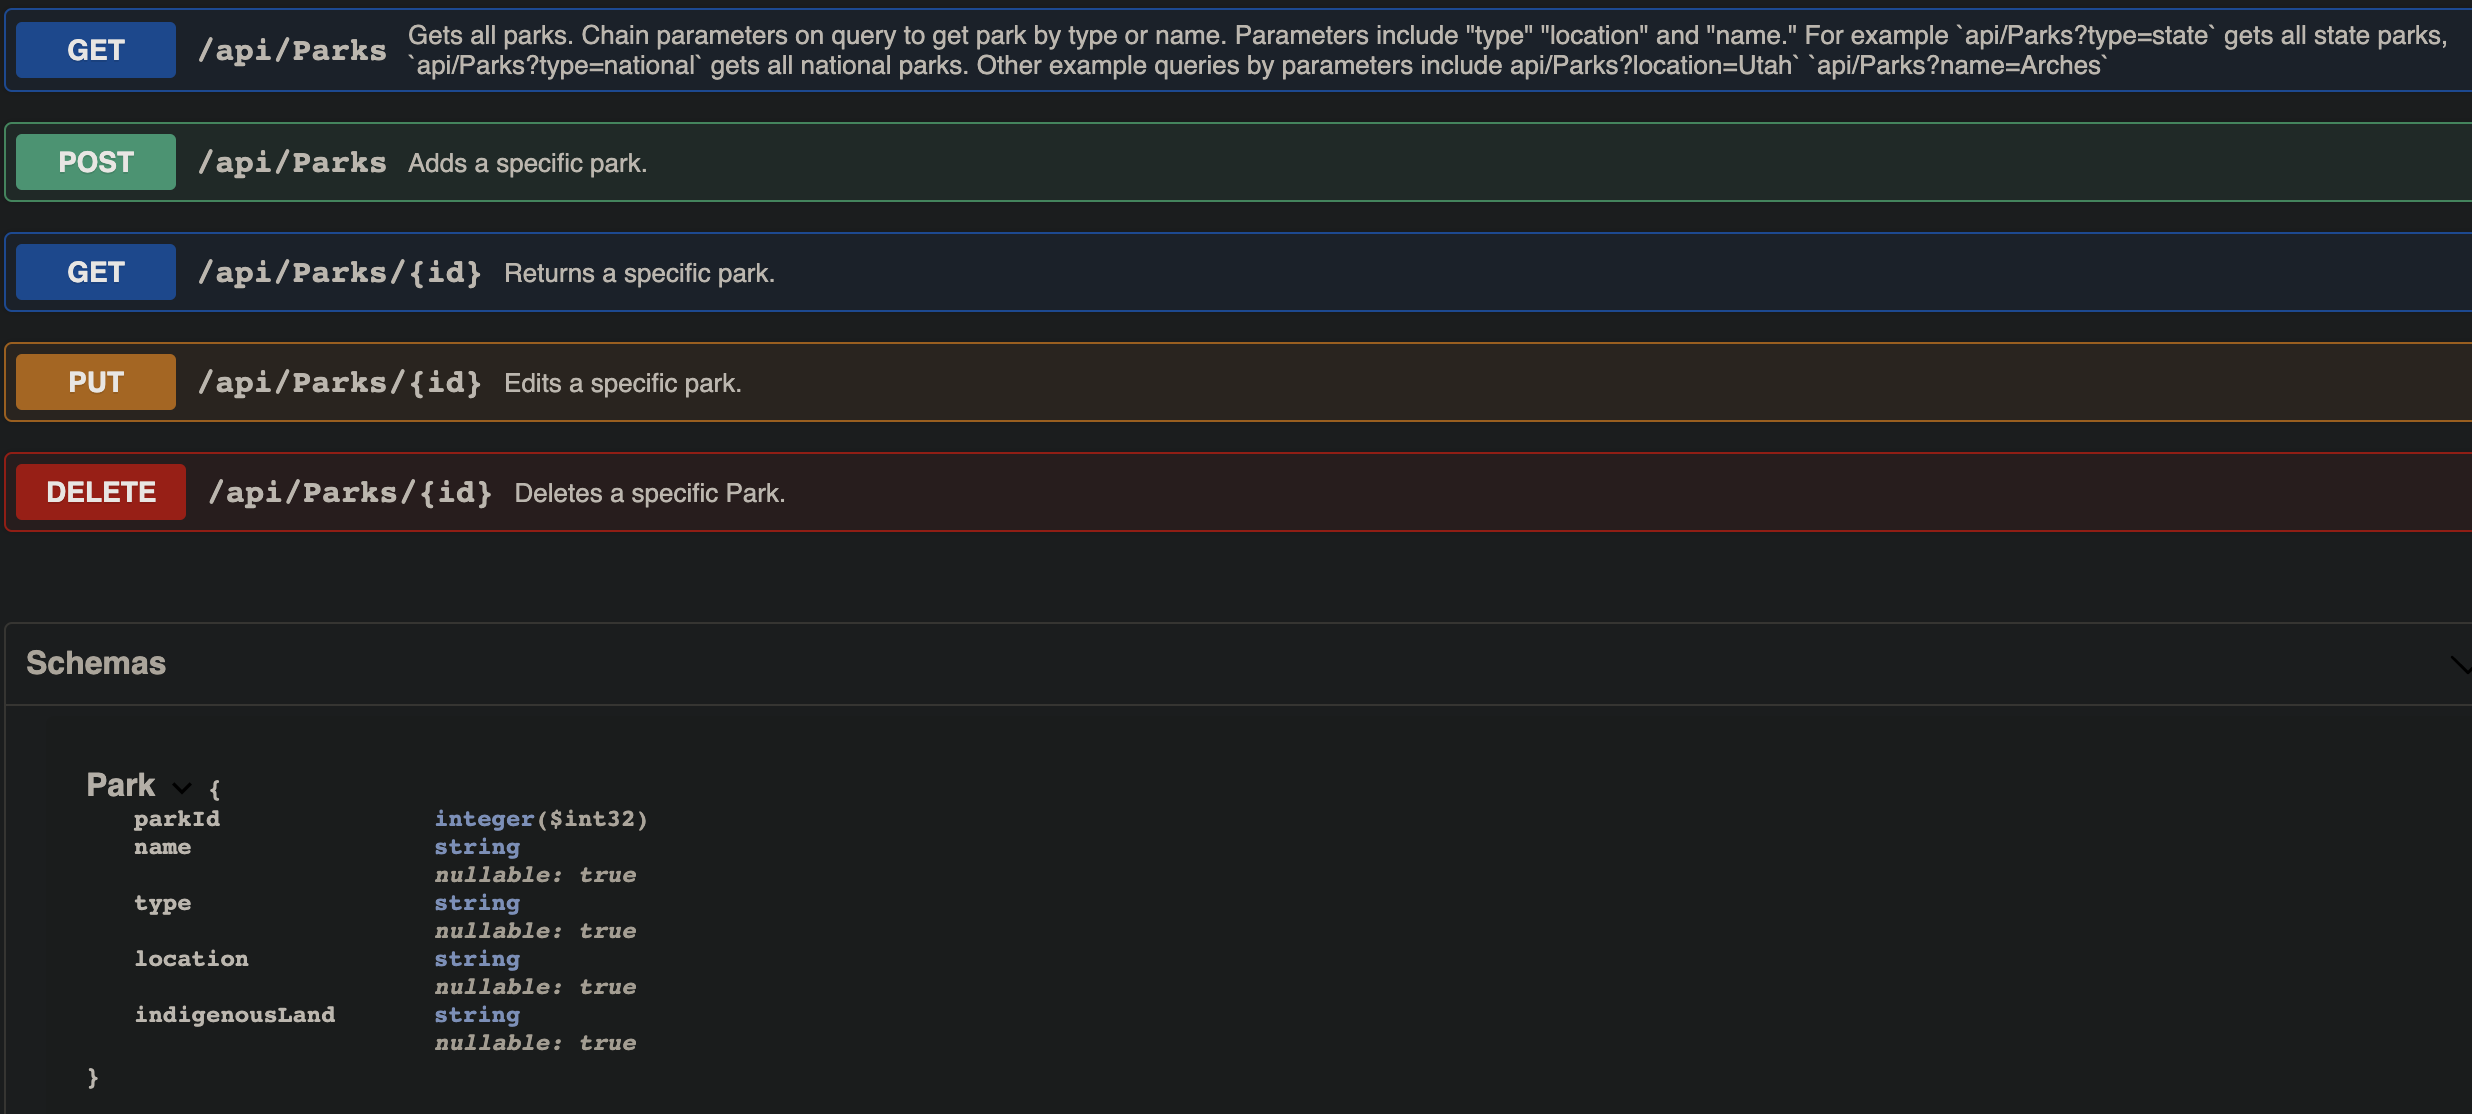 GET /api/Parks Gets all parks. Chain parameters on query to get park by type or name. Parameters include "type" "location" and "name." For example `api/Parks?type=state` gets all state parks,
`api/Parks?type=national` gets all national parks. Other example queries by parameters include api/Parks?location=Utah` `api/Parks?name=Arches`
POST /api/Parks Adds a specific park.
GET /api/Parks/{id} Returns a specific park.
PUT /api/Parks/{id} Edits a specific park.
DELETE /api/Parks/{id} Deletes a specific Park.
Schemas
Park {
parkId integer($int32)
name string
nullable: true
type string
nullable: true
location string
nullable: true
indigenousLand string
nullable: true
}